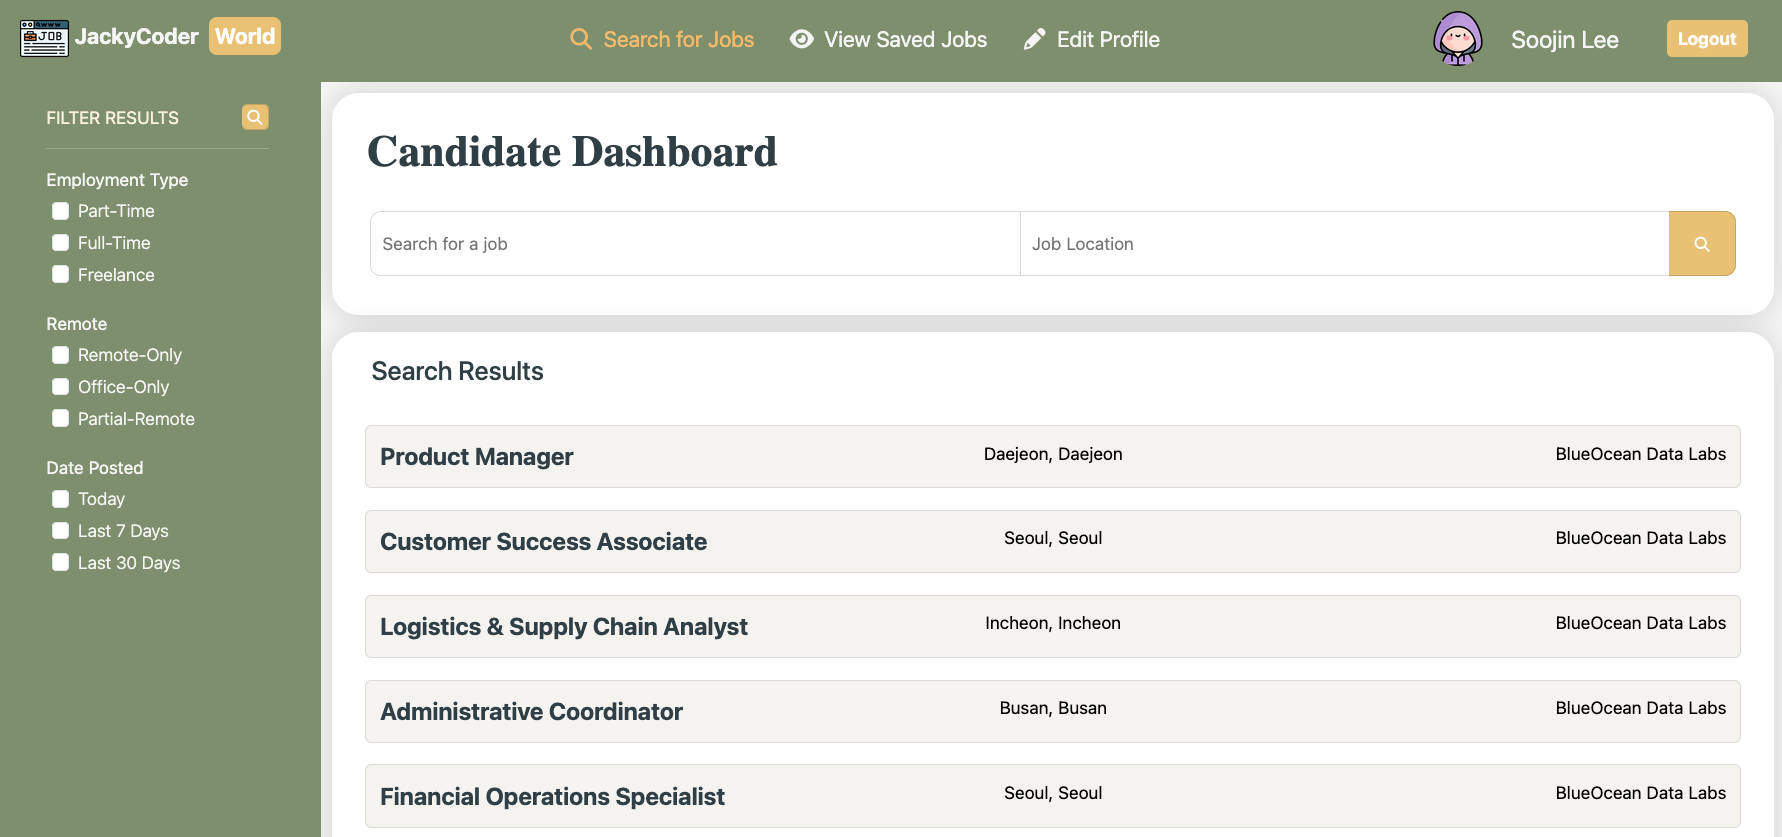 JackyCoder World
Search for Jobs
View Saved Jobs
Edit Profile
Soojin Lee
Logout
FILTER RESULTS
Employment Type
Part-Time
Full-Time
Freelance
Remote
Remote-Only
Office-Only
Partial-Remote
Date Posted
Today
Last 7 Days
Last 30 Days
Candidate Dashboard
Search for a job
Job Location
Search Results
Product Manager
Daejeon, Daejeon
BlueOcean Data Labs
Customer Success Associate
Seoul, Seoul
BlueOcean Data Labs
Logistics & Supply Chain Analyst
Incheon, Incheon
BlueOcean Data Labs
Administrative Coordinator
Busan, Busan
BlueOcean Data Labs
Financial Operations Specialist
Seoul, Seoul
BlueOcean Data Labs